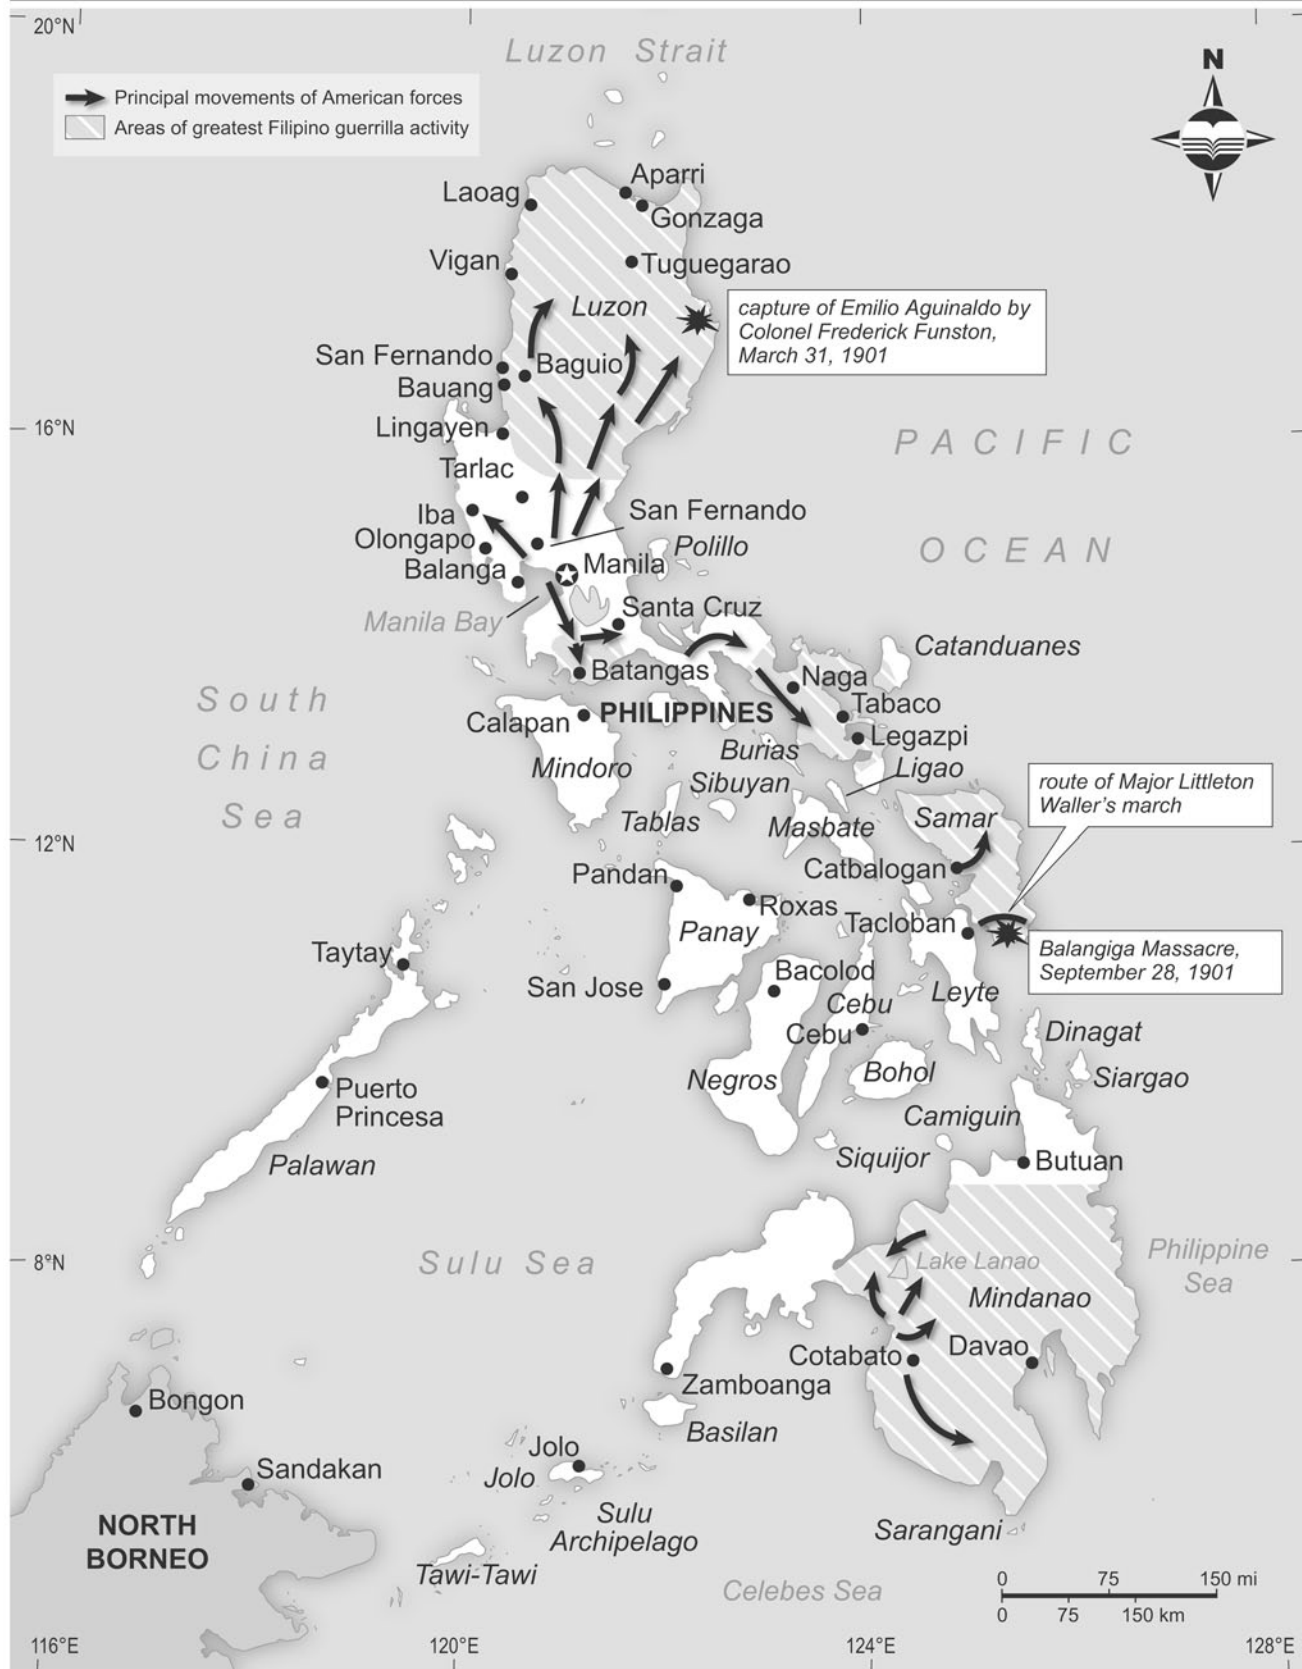 20°N
Luzon Strait
N
Principal movements of American forces
Areas of greatest Filipino guerrilla activity
Aparri
Laoag
Gonzaga
Vigan
Tuguegarao
Luzon
capture of Emilio Aguinaldo by
Colonel Frederick Funston,
March 31, 1901
San Fernando
Baguio
Bauang
16°N
Lingayen
PACIFIC
OCEAN
Tarlac
Iba
San Fernando
Olongapo
Polillo
Balanga
Manila
Manila Bay
Santa Cruz
Catanduanes
Batangas
Naga
South
China
Sea
Calapan
PHILIPPINES
Tabaco
Legazpi
Burias
Mindoro
Sibuyan
Ligao
route of Major Littleton
Waller's march
Tablas
Masbate
Samar
12°N
Catbalogan
Pandan
Roxas
Tacloban
Panay
Taytay
Balangiga Massacre,
September 28, 1901
San Jose
Bacolod
Cebu
Leyte
Cebu
Dinagat
Bohol
Siargao
Negros
Puerto
Princesa
Camiguin
Palawan
Siquijor
Butuan
8°N
Sulu Sea
Lake Lanao
Philippine
Sea
Mindanao
Cotabato
Davao
Zamboanga
Bongon
Basilan
Jolo
Jolo
Sandakan
Sulu
Archipelago
NORTH
BORNEO
Sarangani
Tawi-Tawi
Celebes Sea
0 75 150 mi
0 75 150 km
116°E
120°E
124°E
128°E